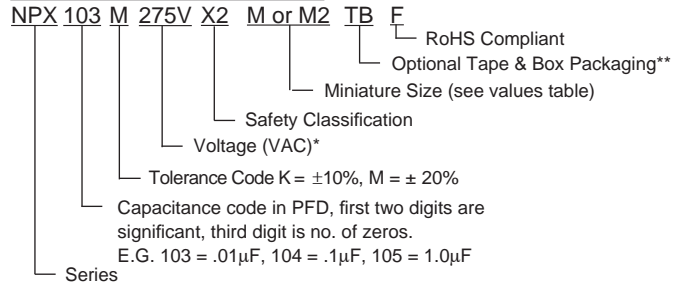 NPX 103 M 275V X2 M or M2 TB F
RoHS Compliant
Optional Tape & Box Packaging**
Miniature Size (see values table)
Safety Classification
Voltage (VAC)*
Tolerance Code K = ±10%, M = ± 20%
Capacitance code in PFD, first two digits are
significant, third digit is no. of zeros.
E.G. 103 = .01μF, 104 = .1μF, 105 = 1.0μF
Series